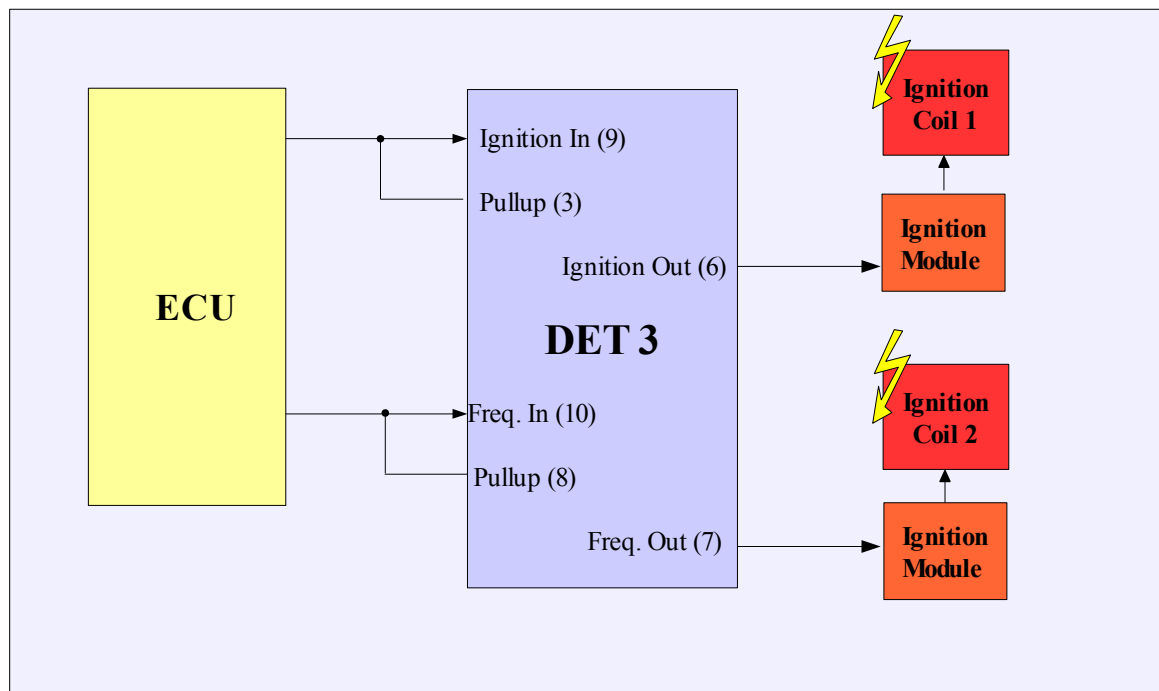 ECU
Ignition In (9)
Pullup (3)
Ignition Out (6)
DET 3
Freq. In (10)
Pullup (8)
Freq. Out (7)
Ignition
Coil 1
Ignition
Module
Ignition
Coil 2
Ignition
Module